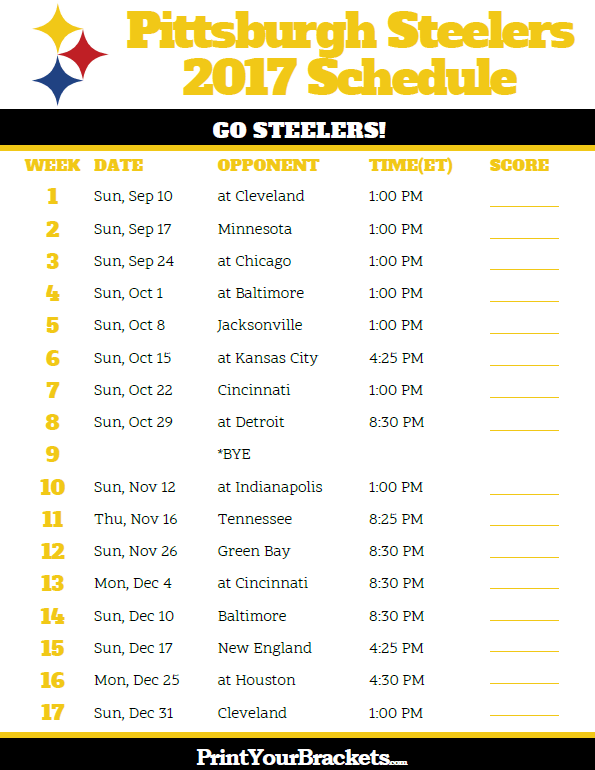 Pittsburgh Steelers
2017 Schedule
GO STEELERS!
WEEK DATE OPPONENT TIME(ET) SCORE
1 Sun, Sep 10 at Cleveland 1:00 PM
2 Sun, Sep 17 Minnesota 1:00 PM
3 Sun, Sep 24 at Chicago 1:00 PM
4 Sun, Oct 1 at Baltimore 1:00 PM
5 Sun, Oct 8 Jacksonville 1:00 PM
6 Sun, Oct 15 at Kansas City 4:25 PM
7 Sun, Oct 22 Cincinnati 1:00 PM
8 Sun, Oct 29 at Detroit 8:30 PM
9 *BYE
10 Sun, Nov 12 at Indianapolis 1:00 PM
11 Thu, Nov 16 Tennessee 8:25 PM
12 Sun, Nov 26 Green Bay 8:30 PM
13 Mon, Dec 4 at Cincinnati 8:30 PM
14 Sun, Dec 10 Baltimore 8:30 PM
15 Sun, Dec 17 New England 4:25 PM
16 Mon, Dec 25 at Houston 4:30 PM
17 Sun, Dec 31 Cleveland 1:00 PM
PrintYourBrackets.com